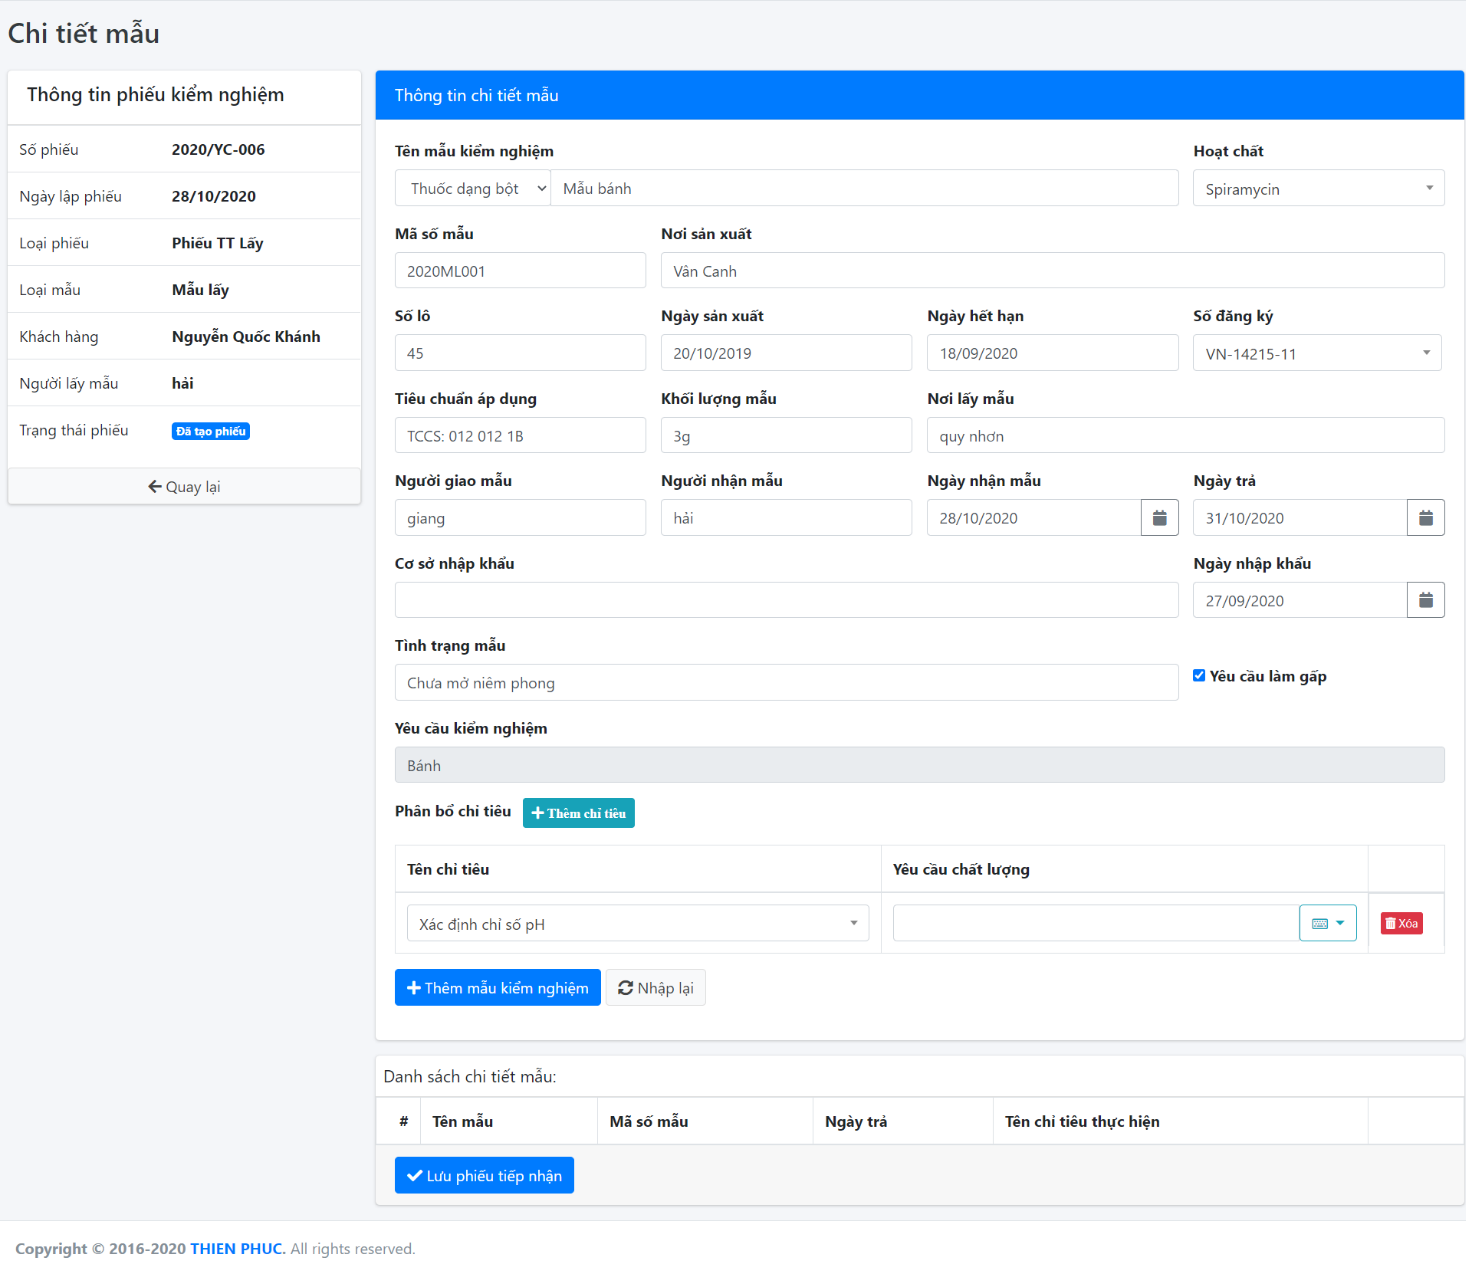 Chi tiết mẫu
Thông tin phiếu kiểm nghiệm
Số phiếu 2020/YC-006
Ngày lập phiếu 28/10/2020
Loại phiếu Phiếu TT Lấy
Loại mẫu Mẫu lấy
Khách hàng Nguyễn Quốc Khánh
Người lấy mẫu hải
Trạng thái phiếu Đã tạo phiếu
Quay lại
Thông tin chi tiết mẫu
Tên mẫu kiểm nghiệm Hoạt chất
Thuốc dạng bột Mẫu bánh Spiramycin
Mã số mẫu Nơi sản xuất
2020ML001 Vân Canh
Số lô Ngày sản xuất Ngày hết hạn Số đăng ký
45 20/10/2019 18/09/2020 VN-14215-11
Tiêu chuẩn áp dụng Khối lượng mẫu Nơi lấy mẫu
TCCS: 012 012 1B 3g quy nhơn
Người giao mẫu Người nhận mẫu Ngày nhận mẫu Ngày trả
giang hải 28/10/2020 31/10/2020
Cơ sở nhập khẩu Ngày nhập khẩu
27/09/2020
Tình trạng mẫu
Chưa mở niêm phong Yêu cầu làm gấp
Yêu cầu kiểm nghiệm
Bánh
Phân bổ chỉ tiêu Thêm chỉ tiêu
Tên chỉ tiêu Yêu cầu chất lượng
Xác định chỉ số pH Xóa
Thêm mẫu kiểm nghiệm Nhập lại
Danh sách chi tiết mẫu:
# Tên mẫu Mã số mẫu Ngày trả Tên chỉ tiêu thực hiện
Lưu phiếu tiếp nhận
Copyright © 2016-2020 THIEN PHUC. All rights reserved.